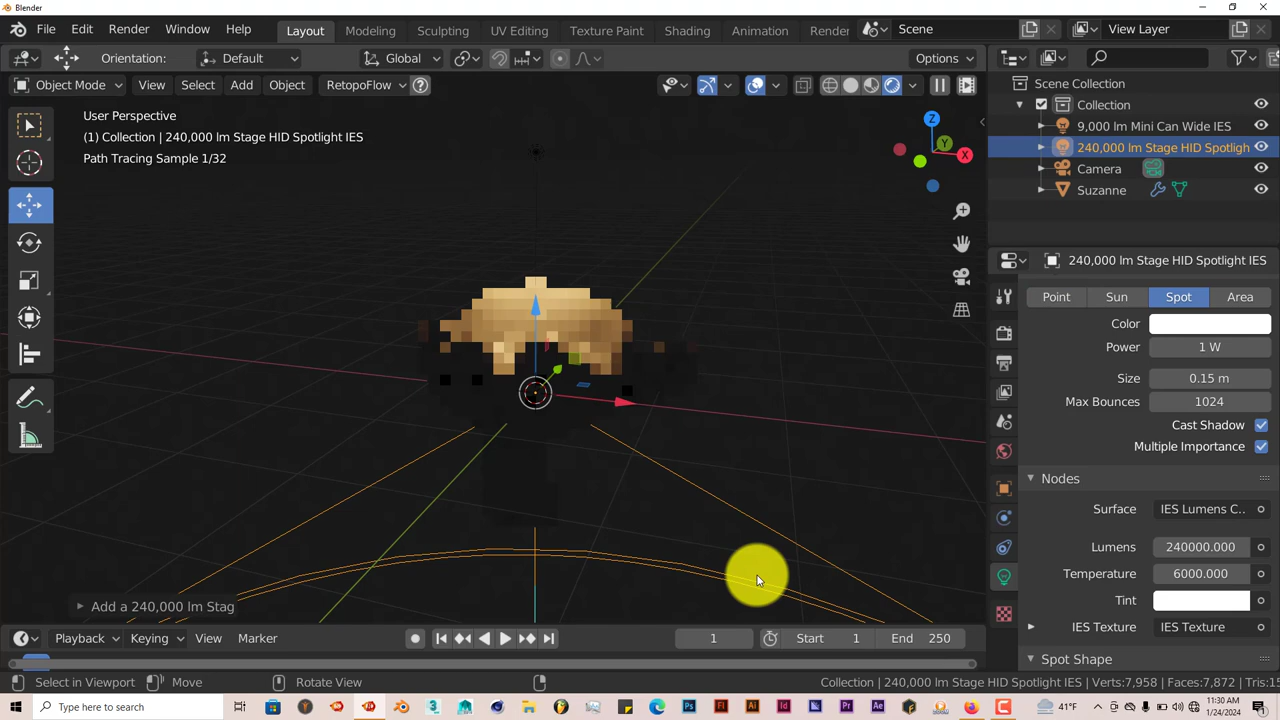 Blender
File Edit Render Window Help Layout Modeling Sculpting UV Editing Texture Paint Shading Animation Render Scene View Layer
Orientation: Default Global Options
Object Mode View Select Add Object RetopoFlow
User Perspective
(1) Collection | 240,000 lm Stage HID Spotlight IES
Path Tracing Sample 1/32
Z
Y
X
Scene Collection
Collection
9,000 lm Mini Can Wide IES
240,000 lm Stage HID Spotligh
Camera
Suzanne
240,000 lm Stage HID Spotlight IES
Point Sun Spot Area
Color
Power 1 W
Size 0.15 m
Max Bounces 1024
Cast Shadow
Multiple Importance
Nodes
Surface IES Lumens C..
Lumens 240000.000
Temperature 6000.000
Tint
IES Texture IES Texture
Spot Shape
Add a 240,000 lm Stag
Playback Keying View Marker 1 Start 1 End 250
Select in Viewport Move Rotate View Collection | 240,000 lm Stage HID Spotlight IES | Verts:7,958 | Faces:7,872 | Tris:15
Type here to search
41°F
11:30 AM
1/24/2024